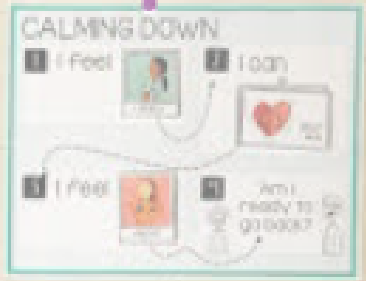 CALMING DOWN
1 I feel
2 I can
3 I feel
4 Am I
ready to
go back?